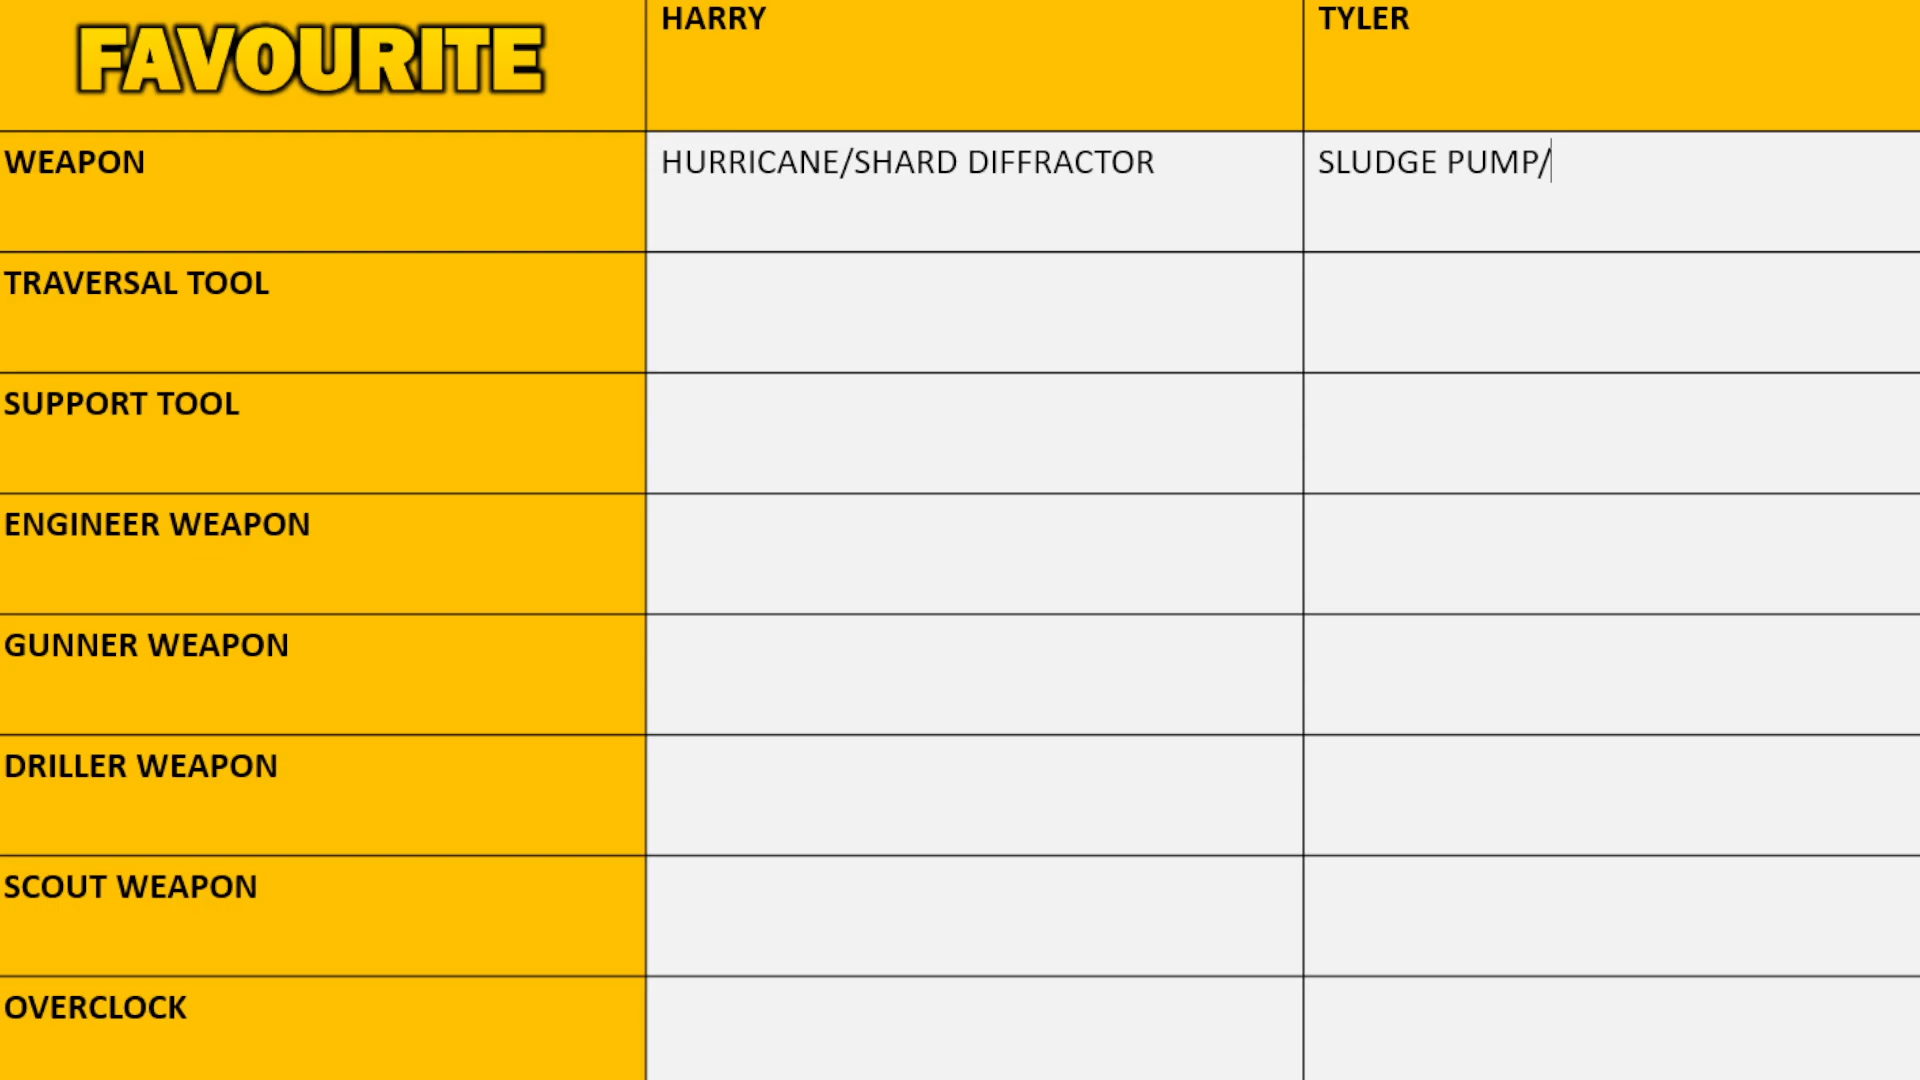 FAVOURITE
HARRY
TYLER
WEAPON
HURRICANE/SHARD DIFFRACTOR
SLUDGE PUMP/
TRAVERSAL TOOL
SUPPORT TOOL
ENGINEER WEAPON
GUNNER WEAPON
DRILLER WEAPON
SCOUT WEAPON
OVERCLOCK